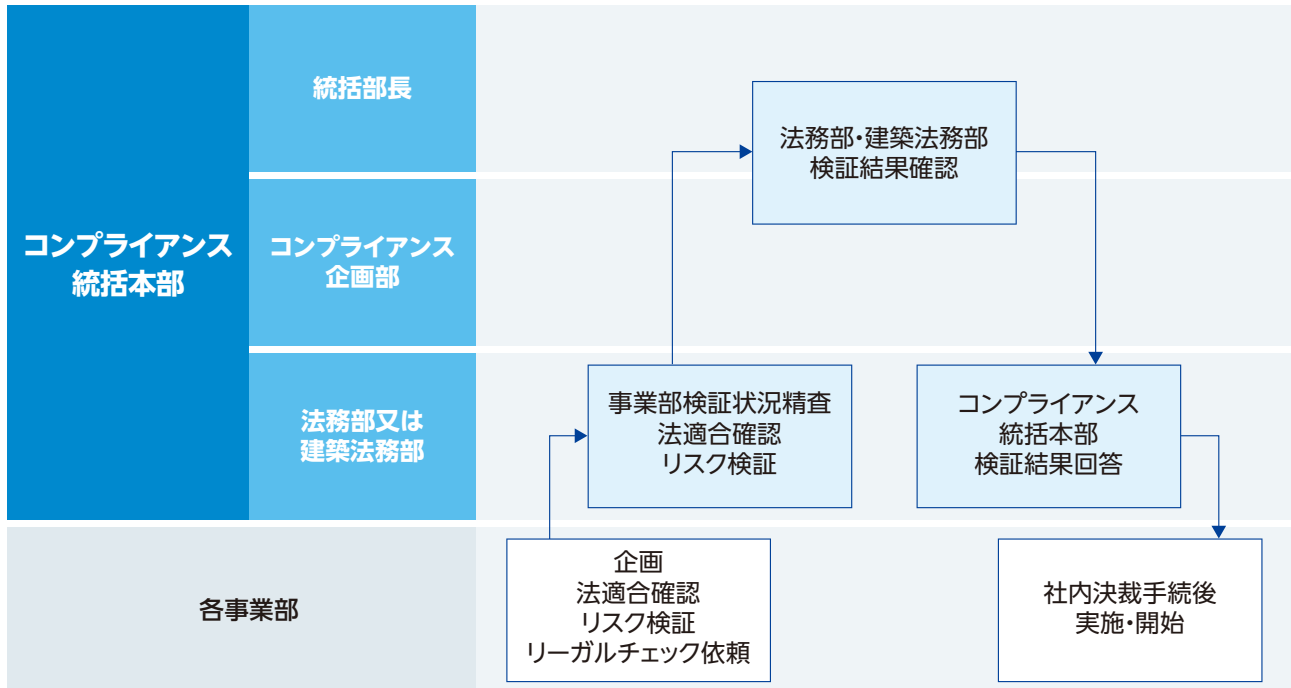 コンプライアンス
統括本部
統括部長
コンプライアンス
企画部
法務部又は
建築法務部
各事業部
法務部・建築法務部
検証結果確認
事業部検証状況精査
法適合確認
リスク検証
コンプライアンス
統括本部
検証結果回答
企画
法適合確認
リスク検証
リーガルチェック依頼
社内決裁手続後
実施・開始